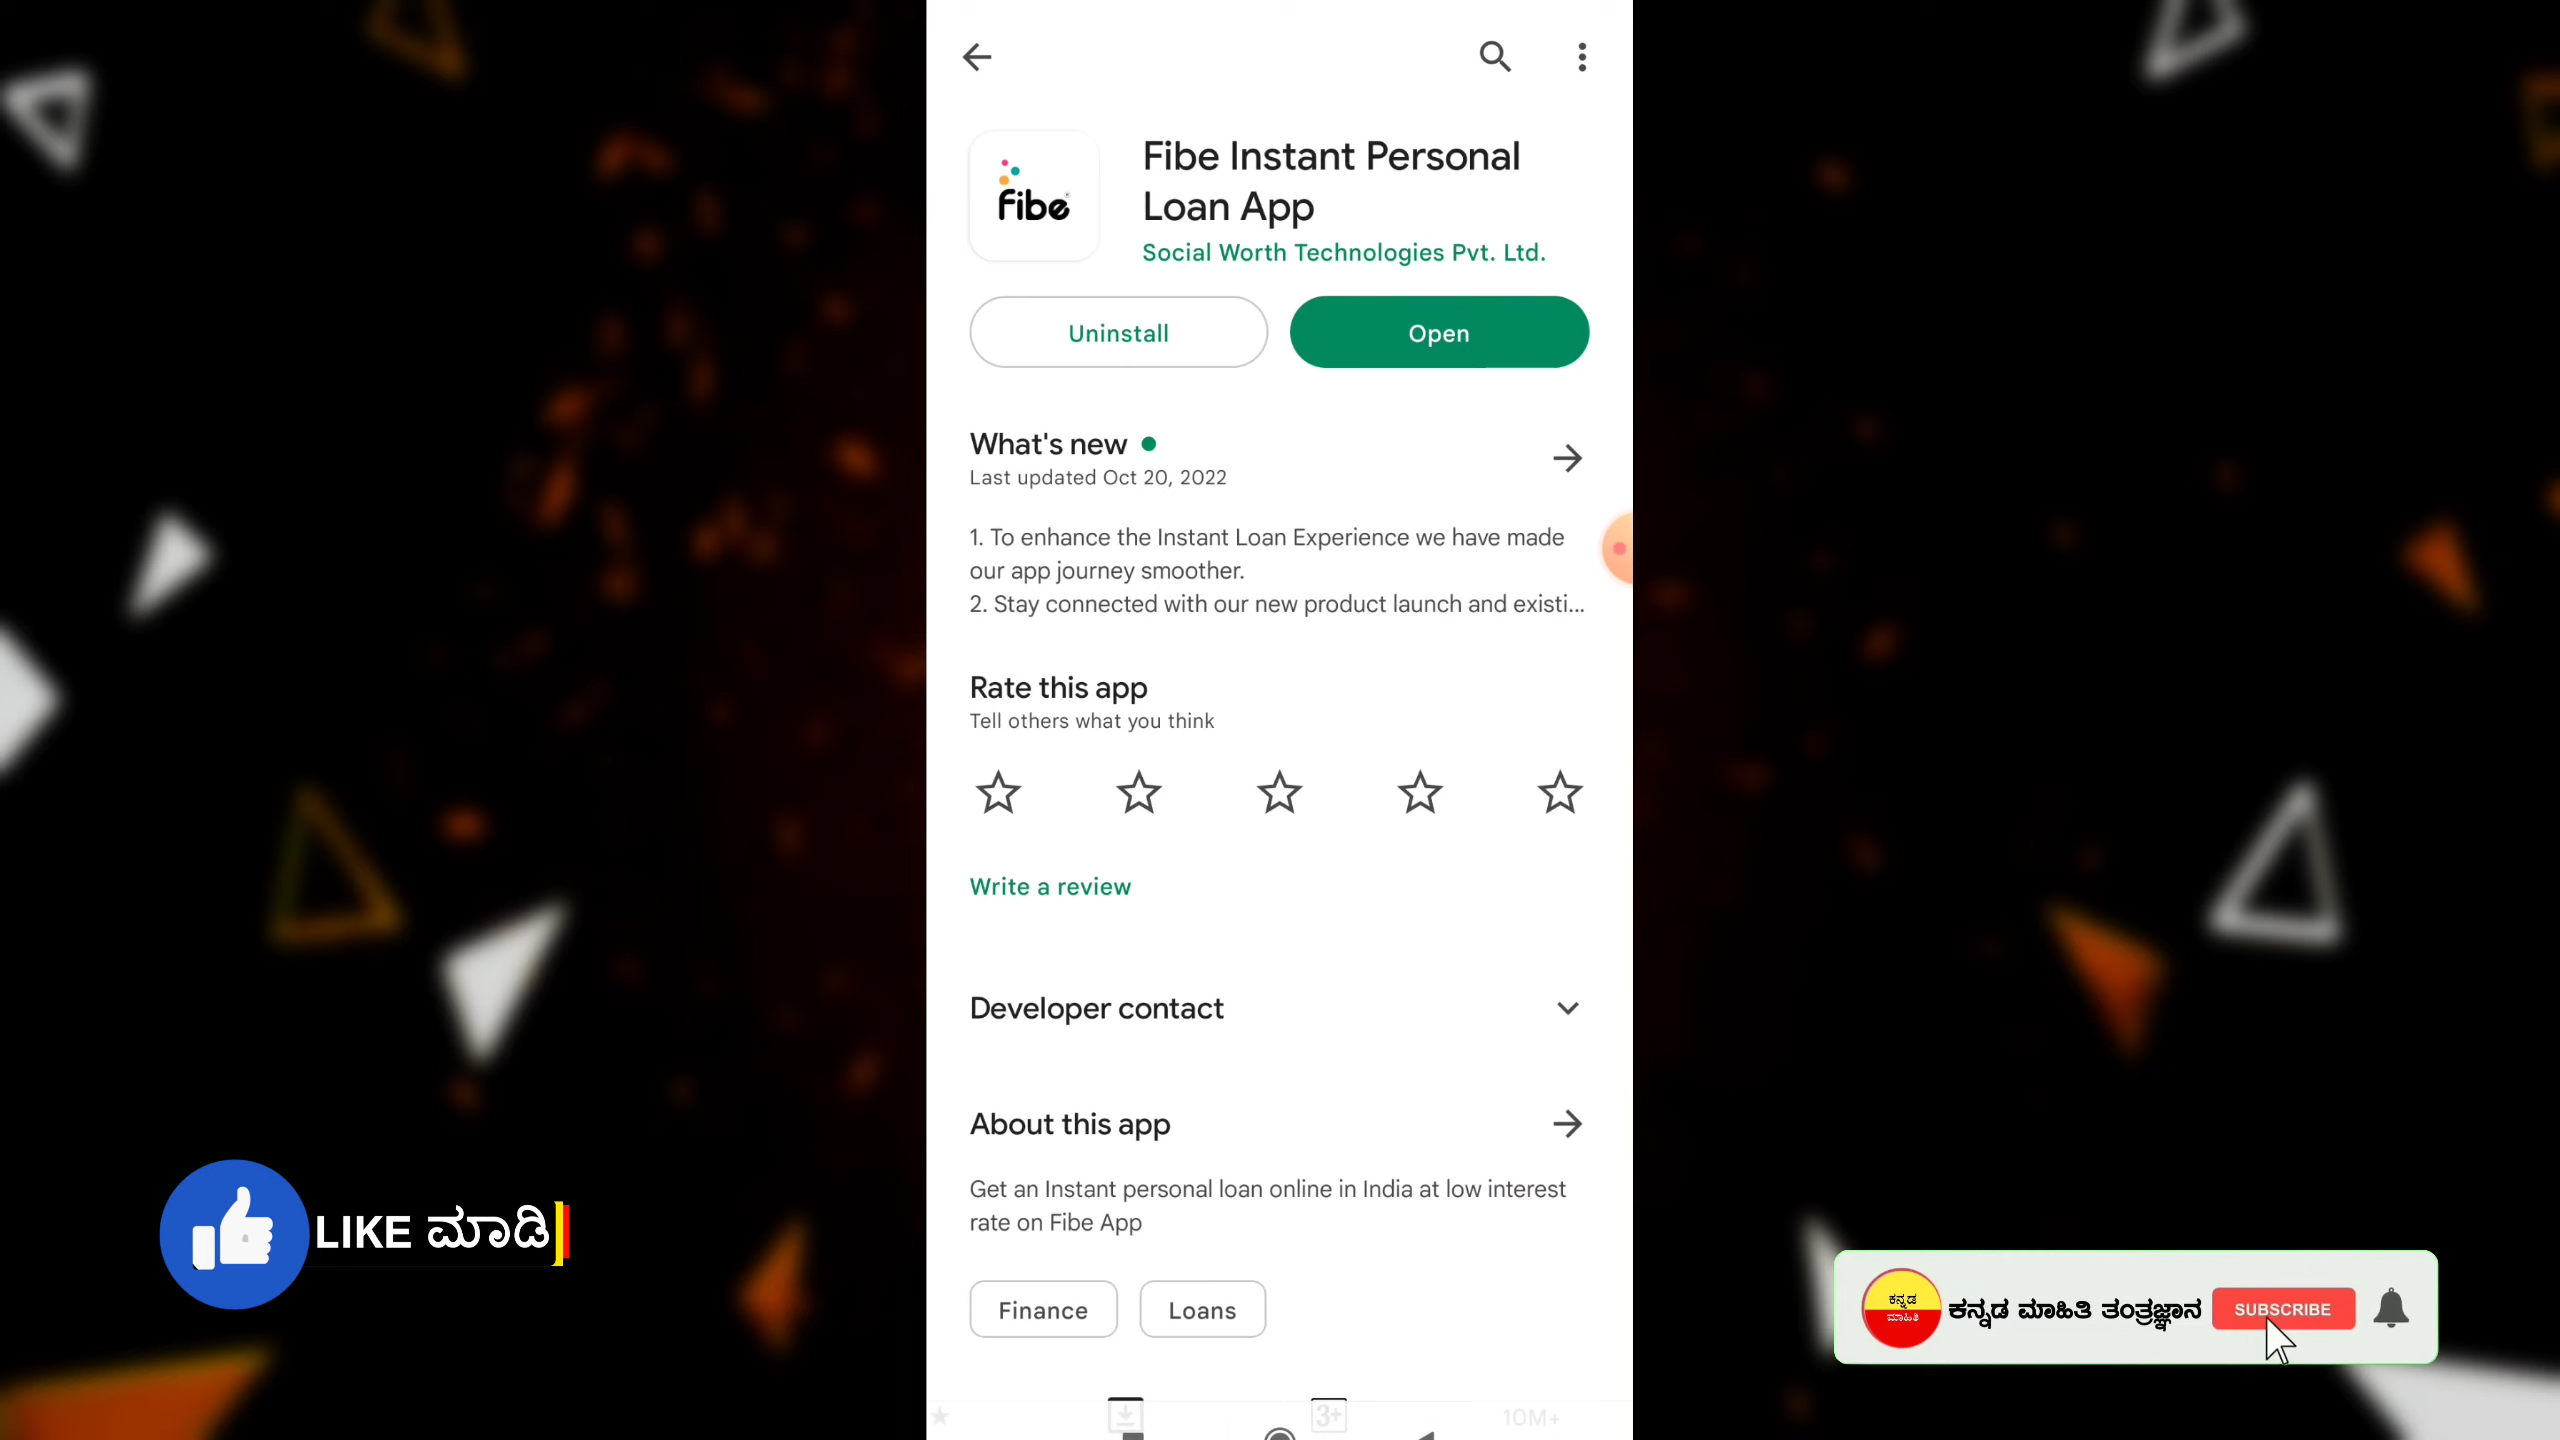 fibe
Fibe Instant Personal
Loan App
Social Worth Technologies Pvt. Ltd.
Uninstall
Open
What's new
Last updated Oct 20, 2022
1. To enhance the Instant Loan Experience we have made
our app journey smoother.
2. Stay connected with our new product launch and existi...
Rate this app
Tell others what you think
Write a review
Developer contact
About this app
Get an Instant personal loan online in India at low interest
rate on Fibe App
Finance
Loans
3+
10M+
LIKE ಮಾಡಿ
ಕನ್ನಡ
ಮಾಹಿತಿ
ಕನ್ನಡ ಮಾಹಿತಿ ತಂತ್ರಜ್ಞಾನ
SUBSCRIBE